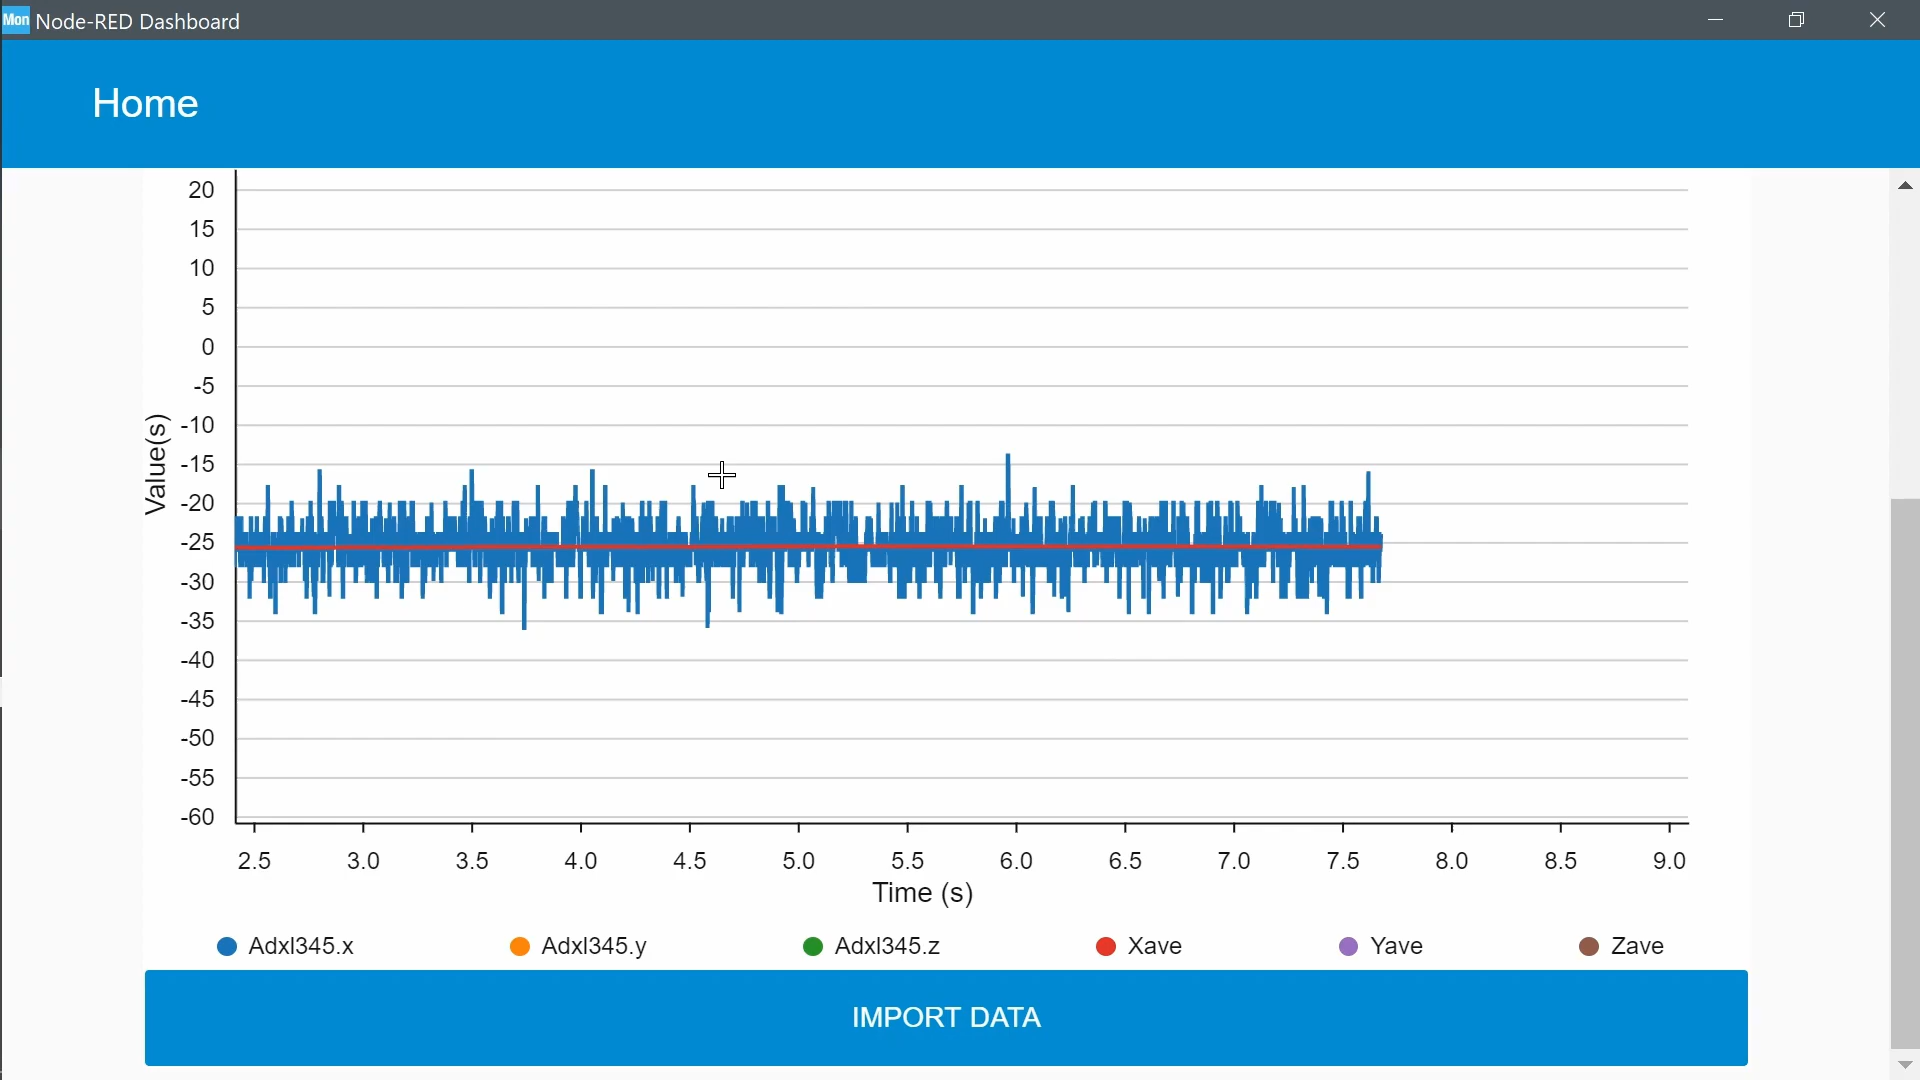 Mon Node-RED Dashboard
Home
20
15
10
5
0
-5
-10
-15
-20
-25
-30
-35
-40
-45
-50
-55
-60
Value(s)
2.5 3.0 3.5 4.0 4.5 5.0 5.5 6.0 6.5 7.0 7.5 8.0 8.5 9.0
Time (s)
Adxl345.x Adxl345.y Adxl345.z Xave Yave Zave
IMPORT DATA